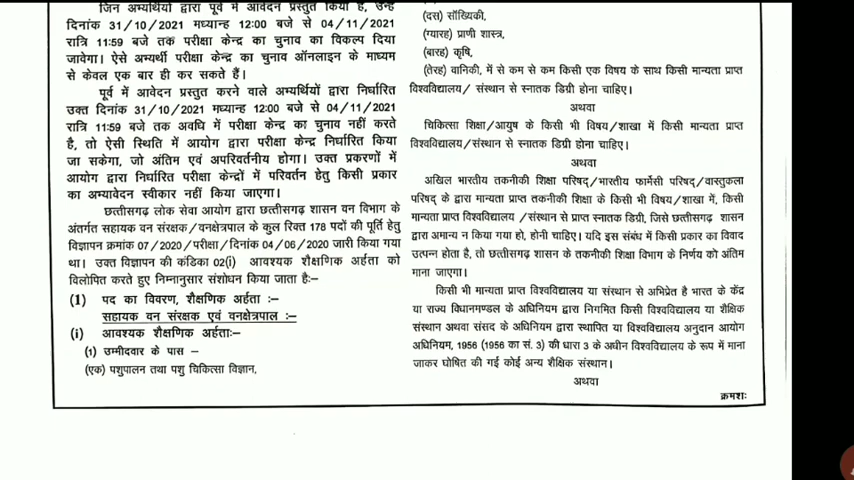 जिन अभ्यर्थियों द्वारा पूर्व में आवेदन प्रस्तुत किया है, उन्हें
दिनांक 31/10/2021 मध्यान्ह 12:00 बजे से 04/11/2021
रात्रि 11:59 बजे तक परीक्षा केन्द्र का चुनाव का विकल्प दिया
जावेगा। ऐसे अभ्यर्थी परीक्षा केन्द्र का चुनाव ऑनलाइन के माध्यम
से केवल एक बार ही कर सकते हैं।
पूर्व में आवेदन प्रस्तुत करने वाले अभ्यर्थियों द्वारा निर्धारित
उक्त दिनांक 31/10/2021 मध्यान्ह 12:00 बजे से 04/11/2021
रात्रि 11:59 बजे तक अवधि में परीक्षा केन्द्र का चुनाव नहीं करते
है, तो ऐसी स्थिति में आयोग द्वारा परीक्षा केन्द्र निर्धारित किया
जा सकेगा, जो अंतिम एवं अपरिवर्तनीय होगा। उक्त प्रकरणों में
आयोग द्वारा निर्धारित परीक्षा केन्द्रों में परिवर्तन हेतु किसी प्रकार
का अभ्यावेदन स्वीकार नहीं किया जाएगा।
छत्तीसगढ़ लोक सेवा आयोग द्वारा छत्तीसगढ़ शासन वन विभाग के
अंतर्गत सहायक वन संरक्षक/वनक्षेत्रपाल के कुल रिक्त 178 पदों की पूर्ति हेतु
विज्ञापन क्रमांक 07/2020/परीक्षा/दिनांक 04/06/2020 जारी किया गया
था। उक्त विज्ञापन की कंडिका 02(i) आवश्यक शैक्षणिक अर्हता को
विलोपित करते हुए निम्नानुसार संशोधन किया जाता है:–
(1) पद का विवरण, शैक्षणिक अर्हता :–
सहायक वन संरक्षक एवं वनक्षेत्रपाल :–
(i) आवश्यक शैक्षणिक अर्हताः–
(1) उम्मीदवार के पास –
(एक) पशुपालन तथा पशु चिकित्सा विज्ञान,
(दस) सॉंख्यिकी,
(ग्यारह) प्राणी शास्त्र,
(बारह) कृषि,
(तेरह) वानिकी, में से कम से कम किसी एक विषय के साथ किसी मान्यता प्राप्त
विश्वविद्यालय/ संस्थान से स्नातक डिग्री होना चाहिए।
अथवा
चिकित्सा शिक्षा/आयुष के किसी भी विषय/शाखा में किसी मान्यता प्राप्त
विश्वविद्यालय/संस्थान से स्नातक डिग्री होना चाहिए।
अथवा
अखिल भारतीय तकनीकी शिक्षा परिषद्/भारतीय फार्मेसी परिषद्/वास्तुकला
परिषद् के द्वारा मान्यता प्राप्त तकनीकी शिक्षा के किसी भी विषय/शाखा में, किसी
मान्यता प्राप्त विश्वविद्यालय /संस्थान से प्राप्त स्नातक डिग्री, जिसे छत्तीसगढ़ शासन
द्वारा अमान्य न किया गया हो, होनी चाहिए। यदि इस संबंध में किसी प्रकार का विवाद
उत्पन्न होता है, तो छत्तीसगढ़ शासन के तकनीकी शिक्षा विभाग के निर्णय को अंतिम
माना जाएगा।
किसी भी मान्यता प्राप्त विश्वविद्यालय या संस्थान से अभिप्रेत है भारत के केंद्र
या राज्य विधानमण्डल के अधिनियम द्वारा निगमित किसी विश्वविद्यालय या शैक्षिक
संस्थान अथवा संसद के अधिनियम द्वारा स्थापित या विश्वविद्यालय अनुदान आयोग
अधिनियम, 1956 (1956 का सं. 3) की धारा 3 के अधीन विश्वविद्यालय के रूप में माना
जाकर घोषित की गई कोई अन्य शैक्षिक संस्थान।
अथवा
क्रमशः